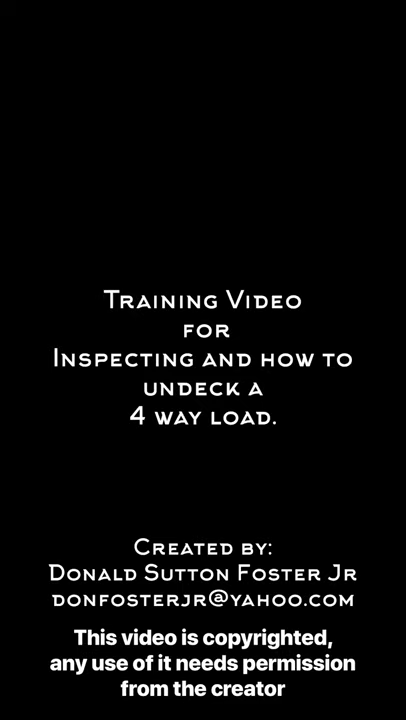 Training Video
for
Inspecting and how to
undeck a
4 way load.
Created by:
Donald Sutton Foster Jr
donfosterjr@yahoo.com
This video is copyrighted,
any use of it needs permission
from the creator